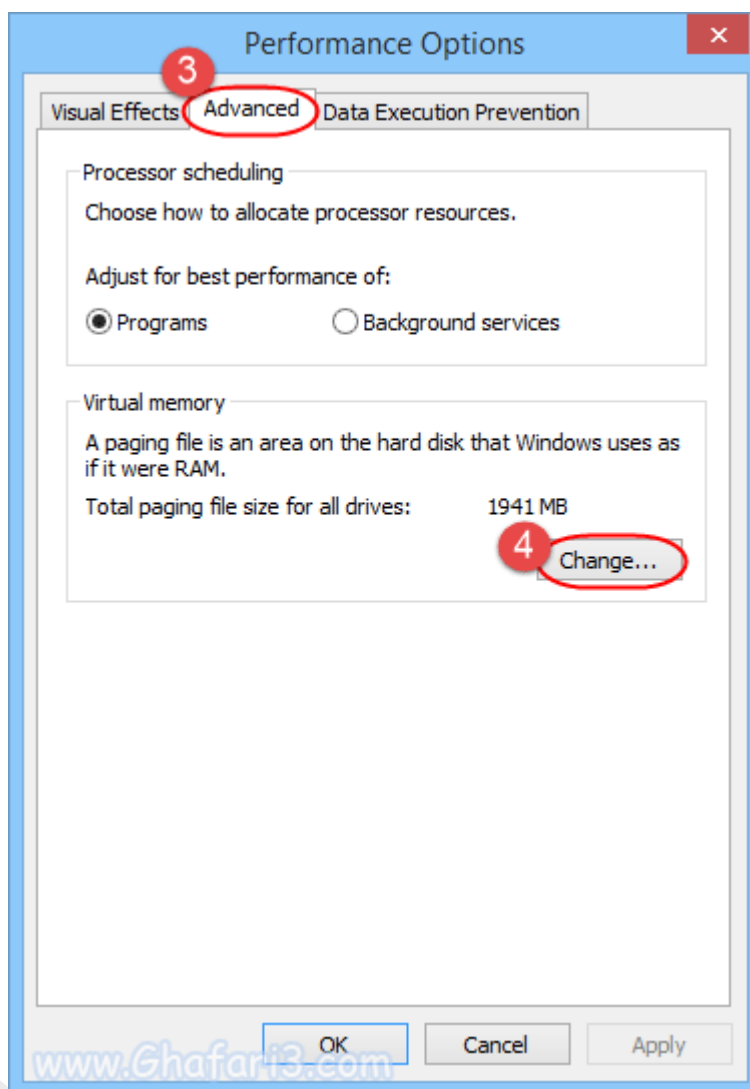 Performance Options
3
Visual Effects Advanced Data Execution Prevention
Processor scheduling
Choose how to allocate processor resources.
Adjust for best performance of:
Programs Background services
Virtual memory
A paging file is an area on the hard disk that Windows uses as
if it were RAM.
Total paging file size for all drives: 1941 MB
4 Change...
OK Cancel Apply
www.Ghafari3.com